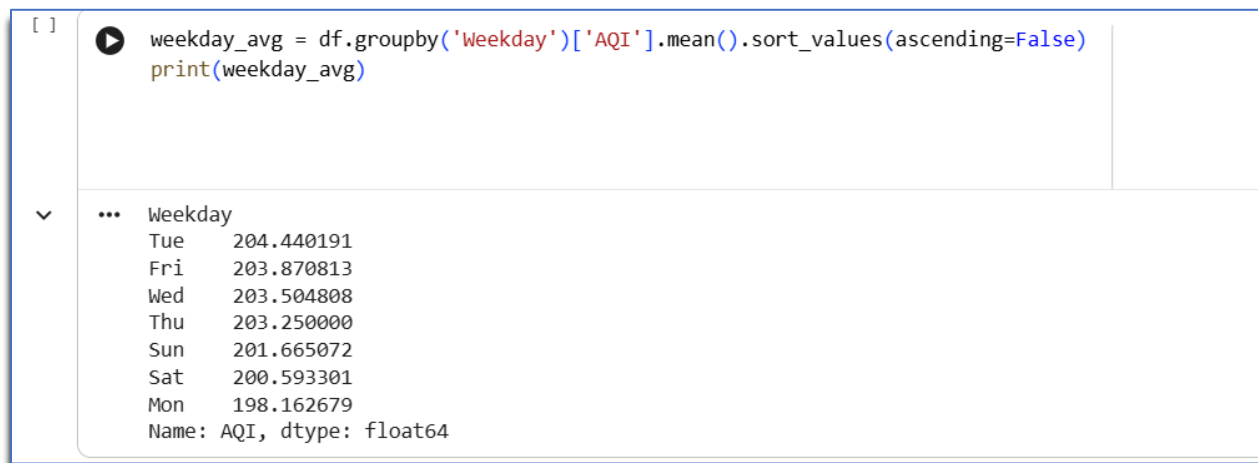 [ ]
weekday_avg = df.groupby('Weekday')['AQI'].mean().sort_values(ascending=False)
print(weekday_avg)
Weekday
Tue    204.440191
Fri    203.870813
Wed    203.504808
Thu    203.250000
Sun    201.665072
Sat    200.593301
Mon    198.162679
Name: AQI, dtype: float64